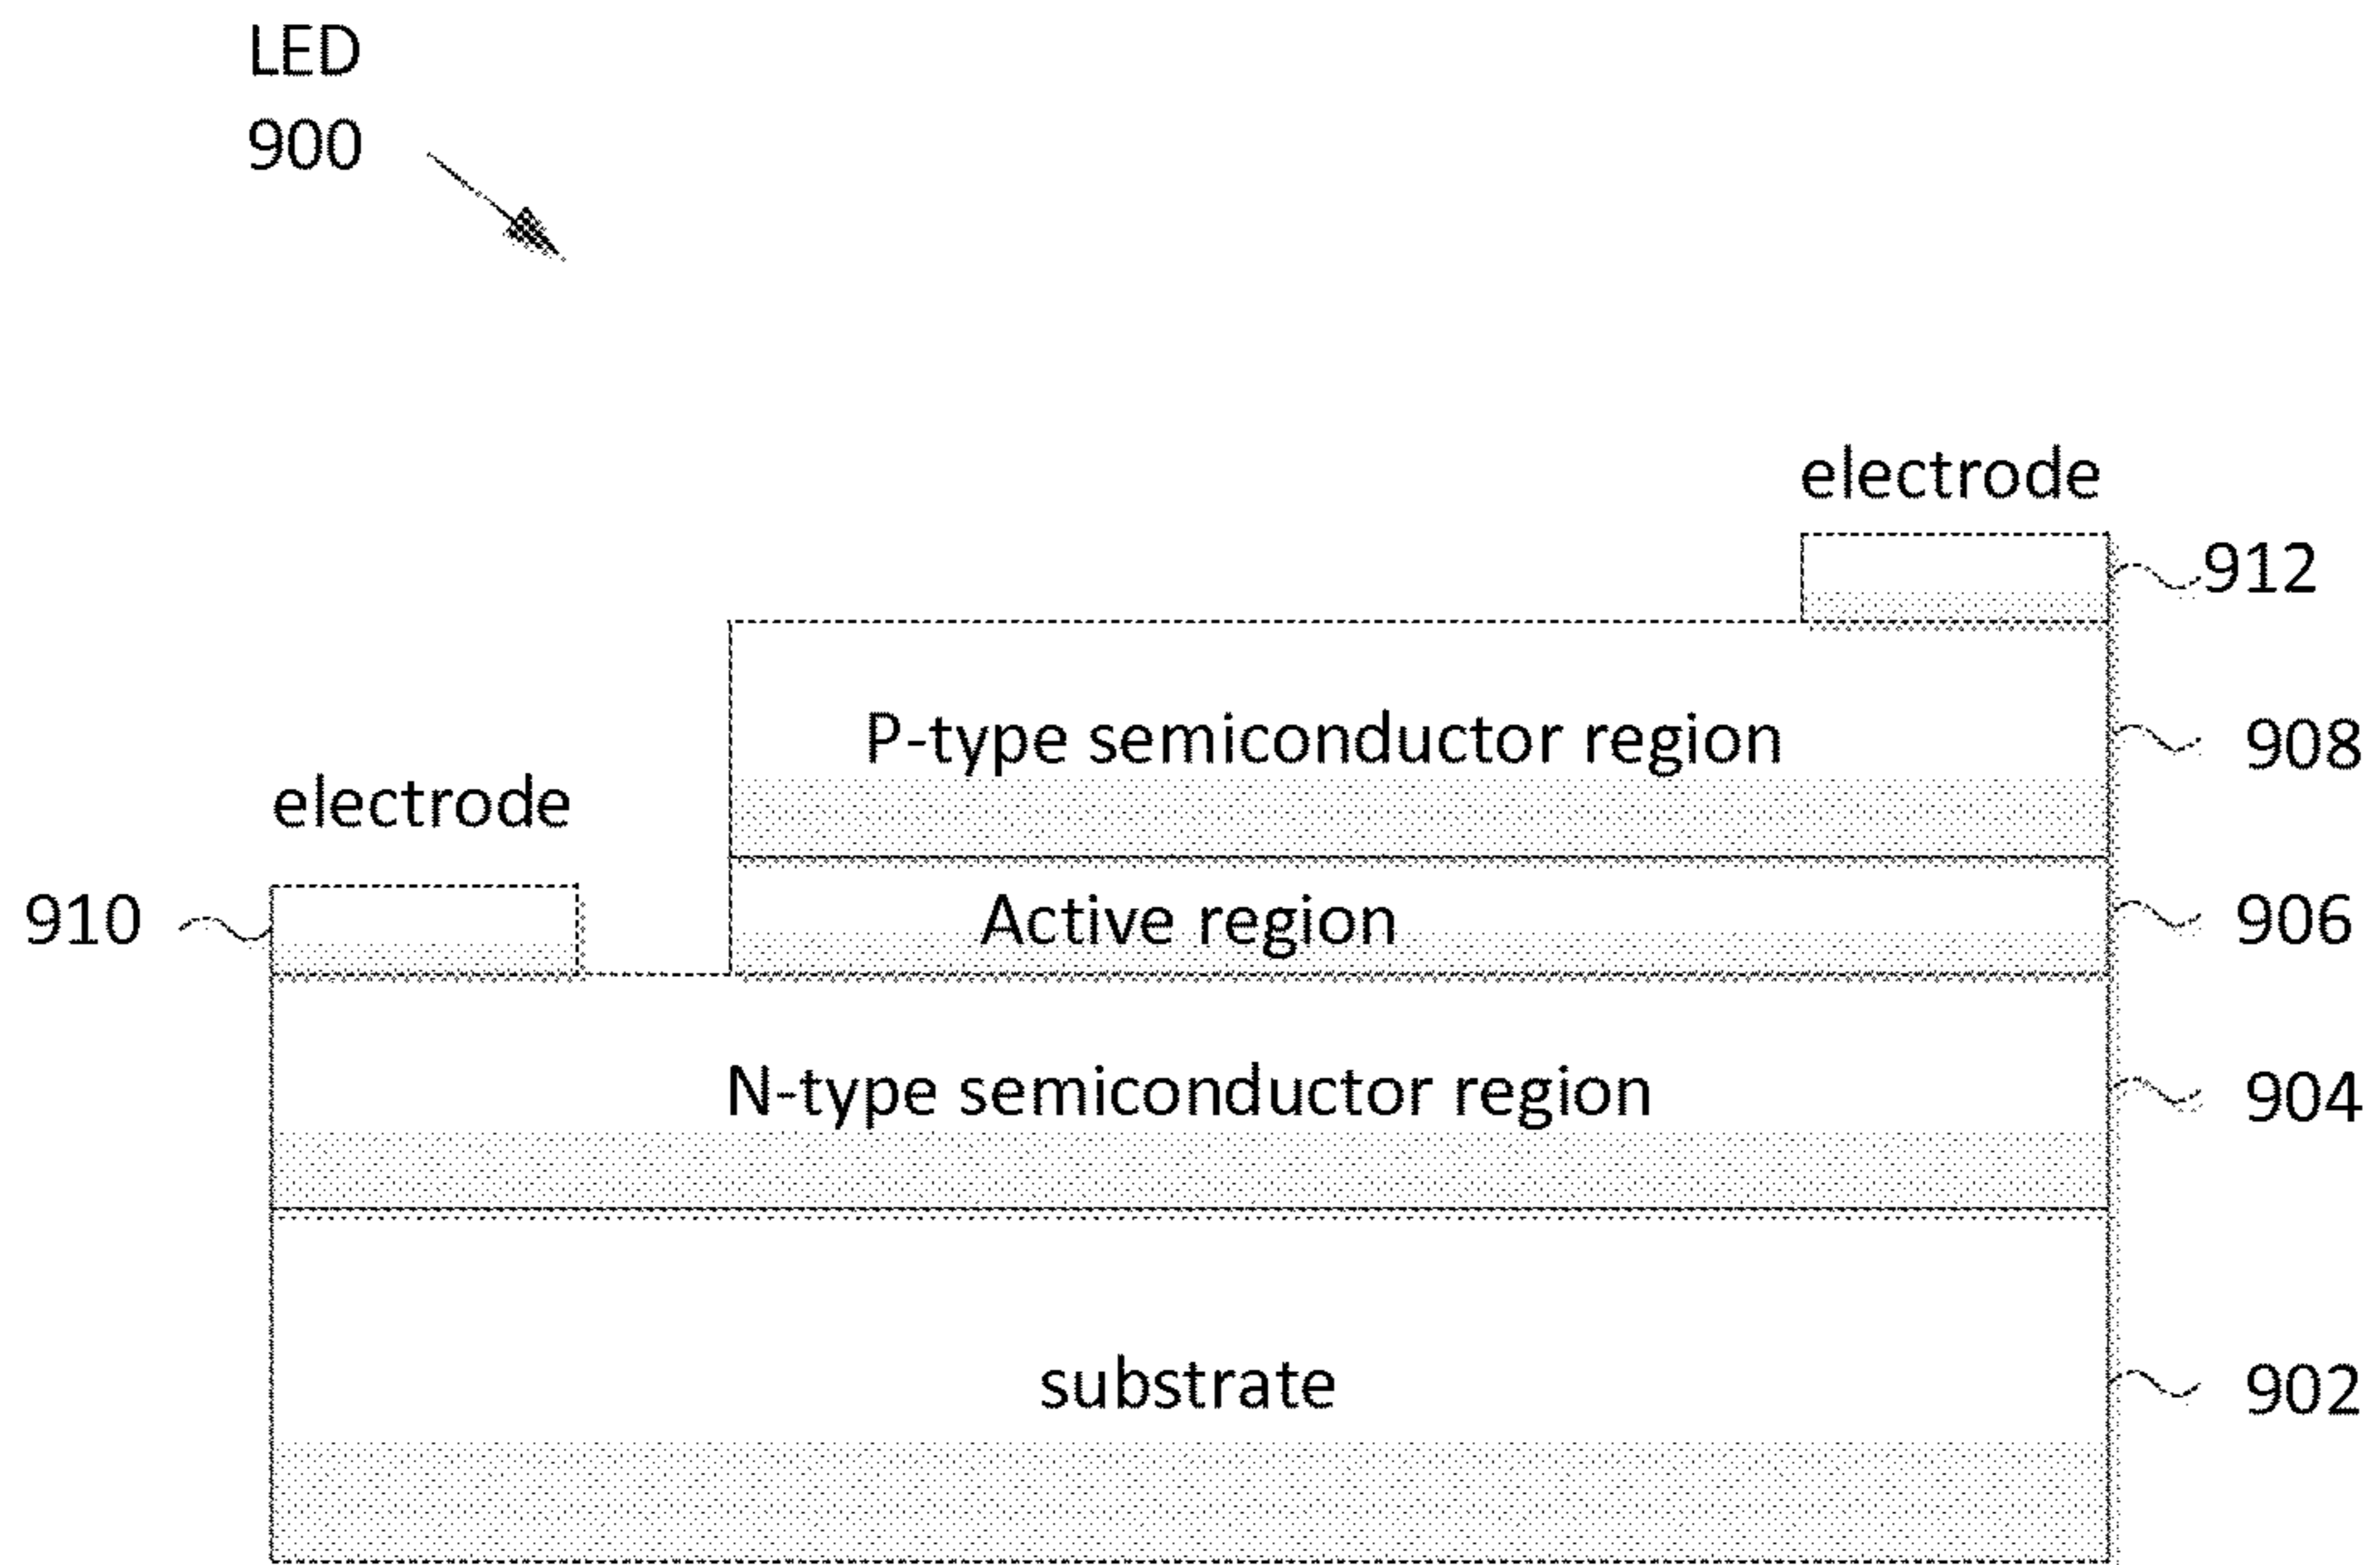 LED
900
electrode
912
P-type semiconductor region
908
electrode
910
Active region
906
N-type semiconductor region
904
substrate
902